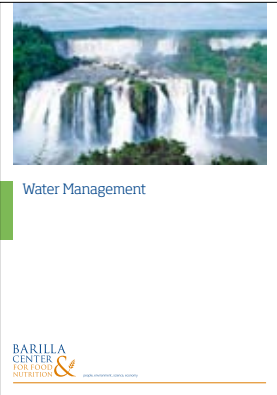 Water Management
BARILLA
CENTER
FOR FOOD
NUTRITION &
people, environment, science, economy